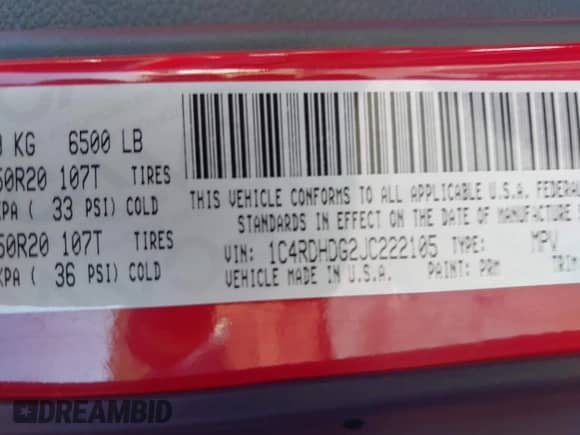 KG 6500 LB
50R20 107T TIRES
KPA ( 33 PSI) COLD
50R20 107T TIRES
KPA ( 36 PSI) COLD
THIS VEHICLE CONFORMS TO ALL APPLICABLE U.S.A. FEDERA
STANDARDS IN EFFECT ON THE DATE OF MANUFACTURE
VIN: 1C4RDHDG2JC222105 TYPE: MPV
VEHICLE MADE IN U.S.A. PAINT: PRM TRIM
DREAMBID